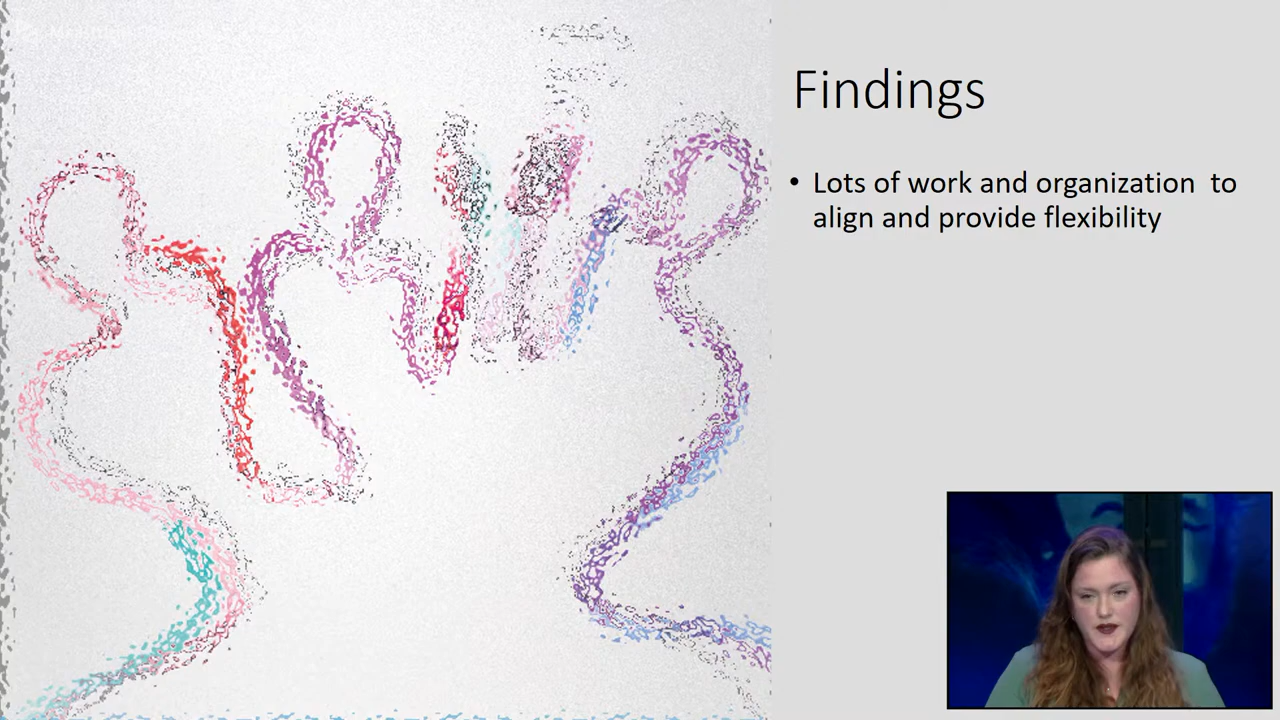 Findings
• Lots of work and organization  to
align and provide flexibility